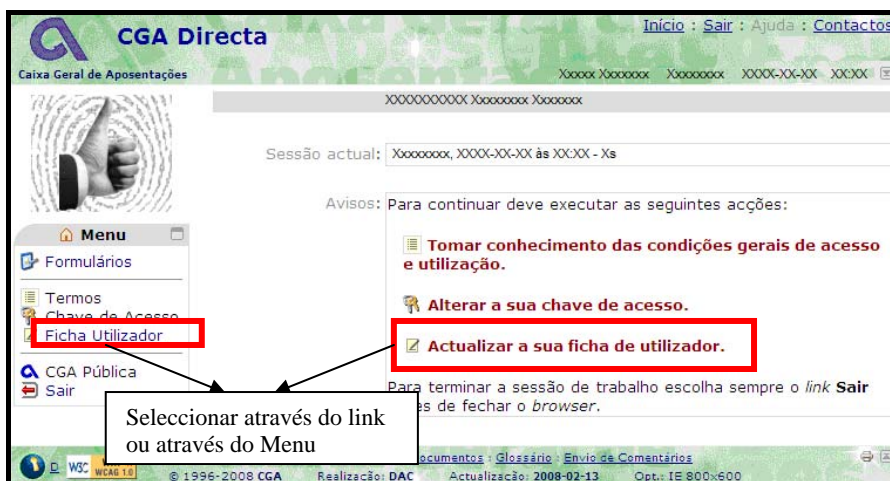 CGA Directa
Início : Sair : Ajuda : Contactos
Caixa Geral de Aposentações
Xxxxx Xxxxxxx Xxxxxxxx XXXX-XX-XX XX:XX
XXXXXXXXXX Xxxxxxxx Xxxxxxx
Sessão actual: Xxxxxxxx, XXXX-XX-XX às XX:XX - Xs
Avisos: Para continuar deve executar as seguintes acções:
Tomar conhecimento das condições gerais de acesso
e utilização.
Alterar a sua chave de acesso.
Actualizar a sua ficha de utilizador.
Para terminar a sessão de trabalho escolha sempre o link Sair
de fechar o browser.
Menu
Formulários
Termos
Chave de Acesso
Ficha Utilizador
CGA Pública
Sair
Seleccionar através do link
ou através do Menu
D W3C WCAG 1.0
: Glossário : Envio de Comentários
© 1996-2008 CGA Realização: DAC Actualização: 2008-02-13 Opt.: IE 800x600